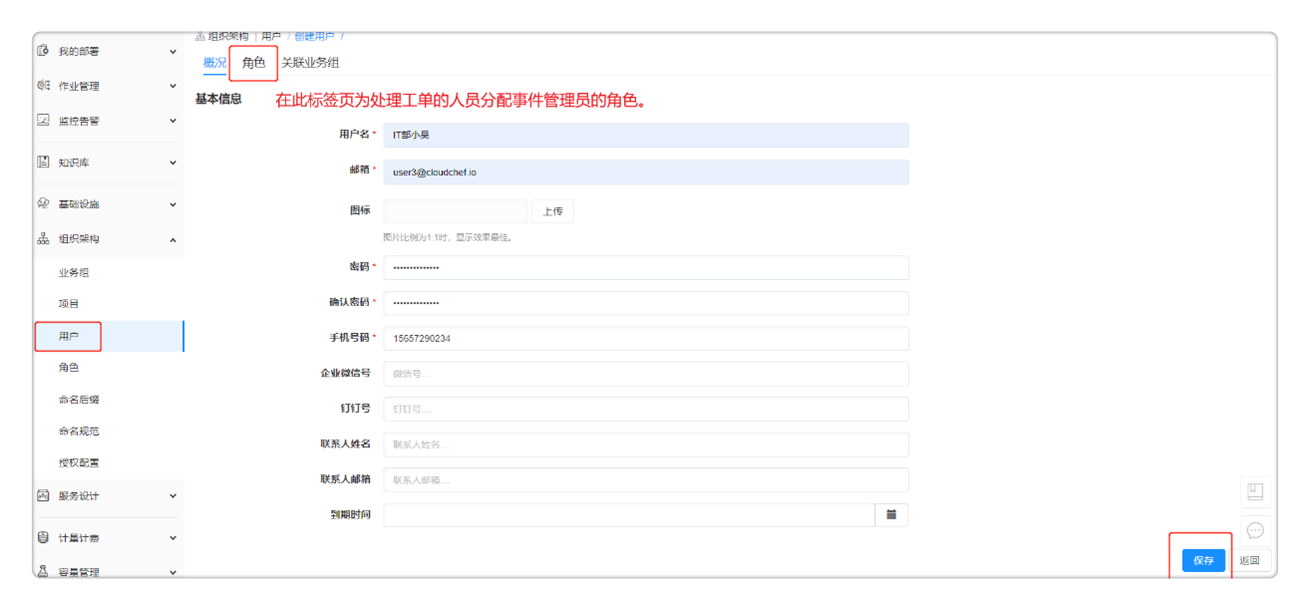 我的部署
作业管理
监控告警
知识库
基础设施
组织架构
业务组
项目
用户
角色
命名后缀
命名规范
授权配置
服务设计
计量计费
容量管理
组织架构 | 用户 / 创建用户 /
概况 角色 关联业务组
基本信息 在此标签页为处理工单的人员分配事件管理员的角色。
用户名 * IT部小吴
邮箱 * user3@cloudchef.io
图标 上传
图片比例为1:1时，显示效果最佳。
密码 * ••••••••••••••
确认密码 * ••••••••••••••
手机号码 * 15657290234
企业微信号 微信号...
钉钉号 钉钉号...
联系人姓名 联系人姓名...
联系人邮箱 联系人邮箱...
到期时间
保存 返回